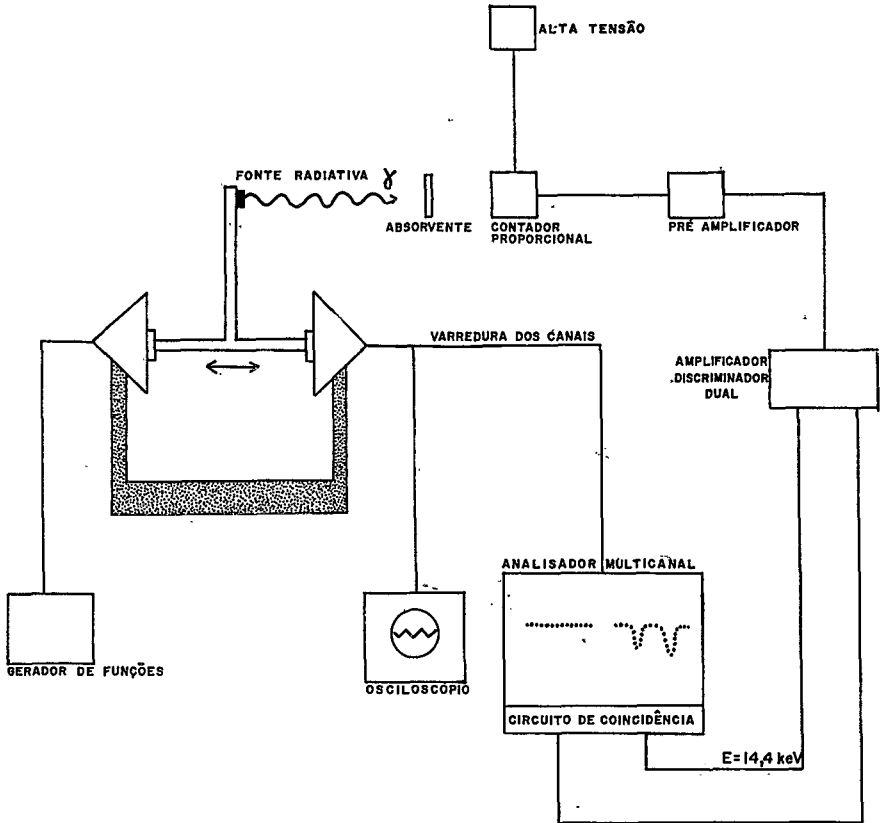 ALTA TENSÃO
FONTE RADIATIVA γ
ABSORVENTE
CONTADOR
PROPORCIONAL
PRÉ AMPLIFICADOR
VARREDURA DOS CANAIS
AMPLIFICADOR
DISCRIMINADOR
DUAL
ANALISADOR MULTICANAL
GERADOR DE FUNÇÕES
OSCILOSCÓPIO
CIRCUITO DE COINCIDÊNCIA
E=14,4 keV